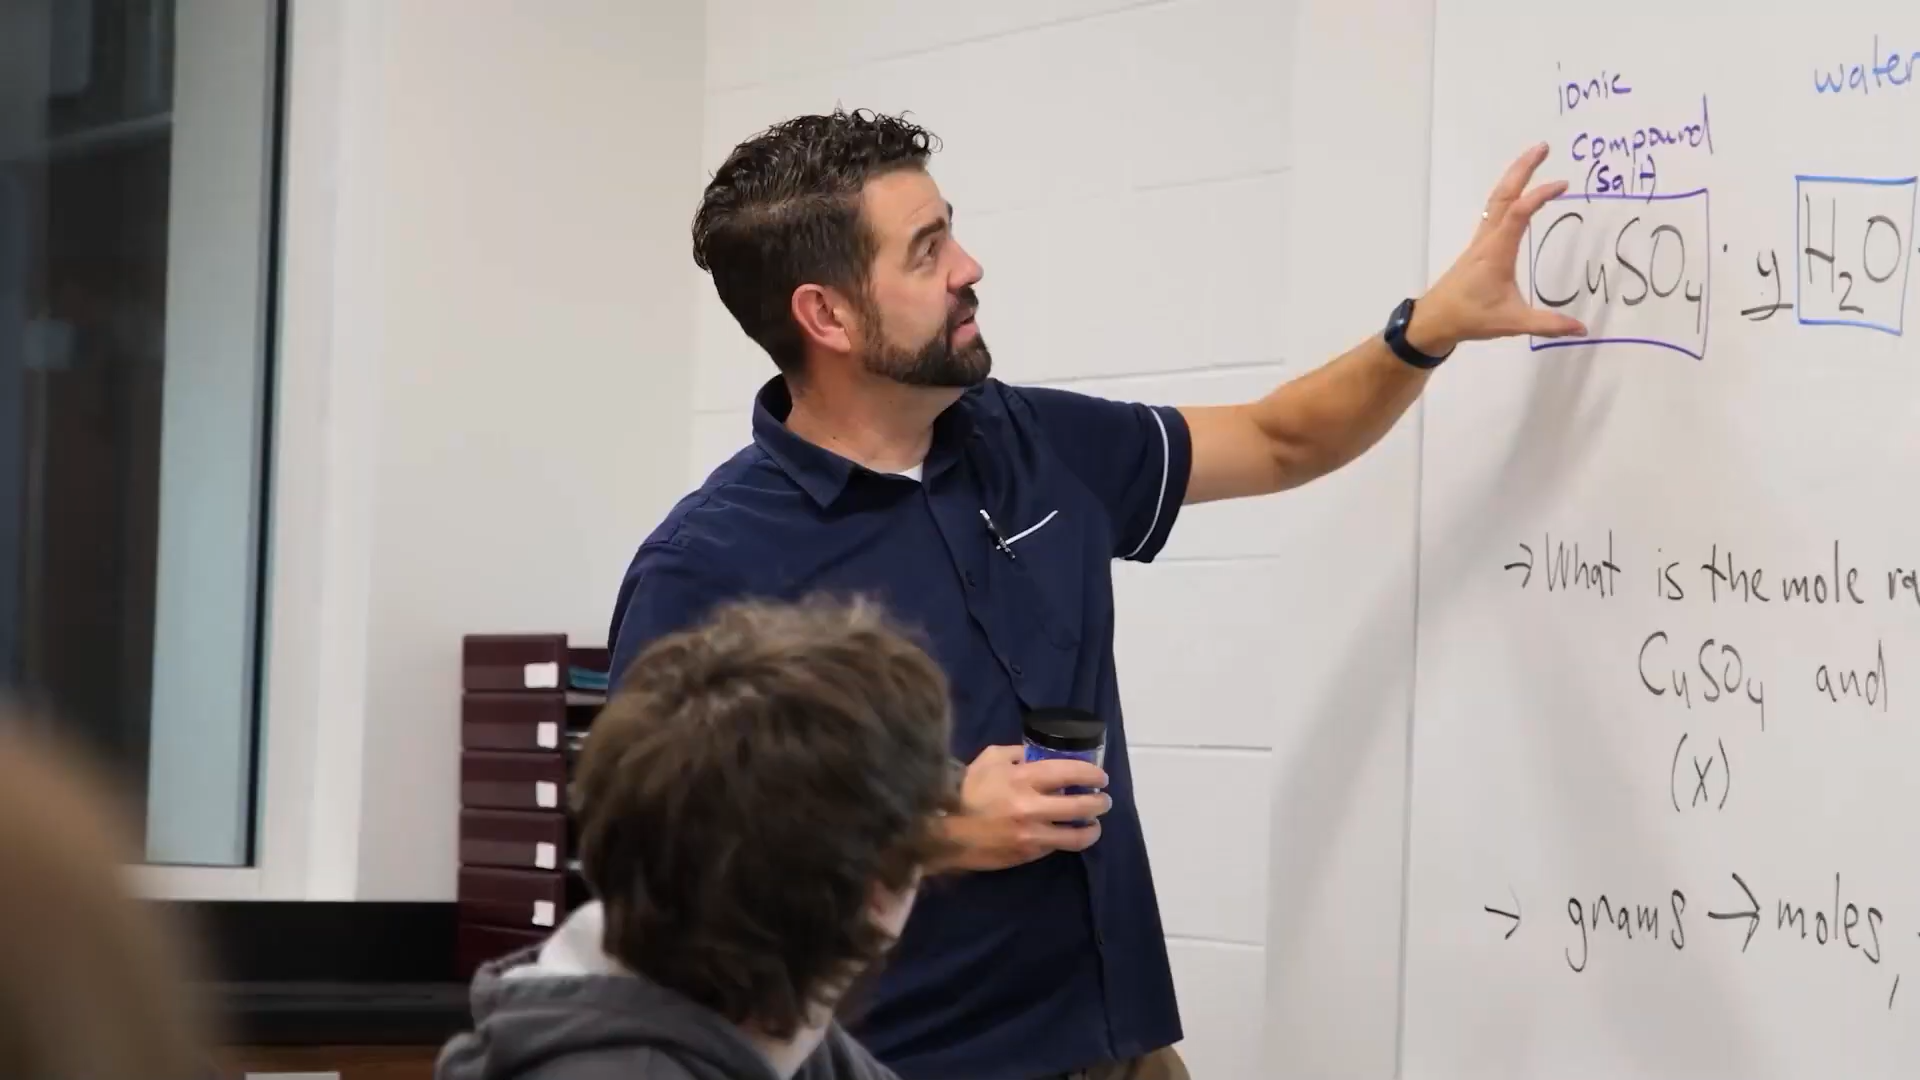 ionic
compound
(salt)
water
CuSO₄ · y H₂O
→ What is the mole
CuSO₄ and
(x)
→ grams → moles,